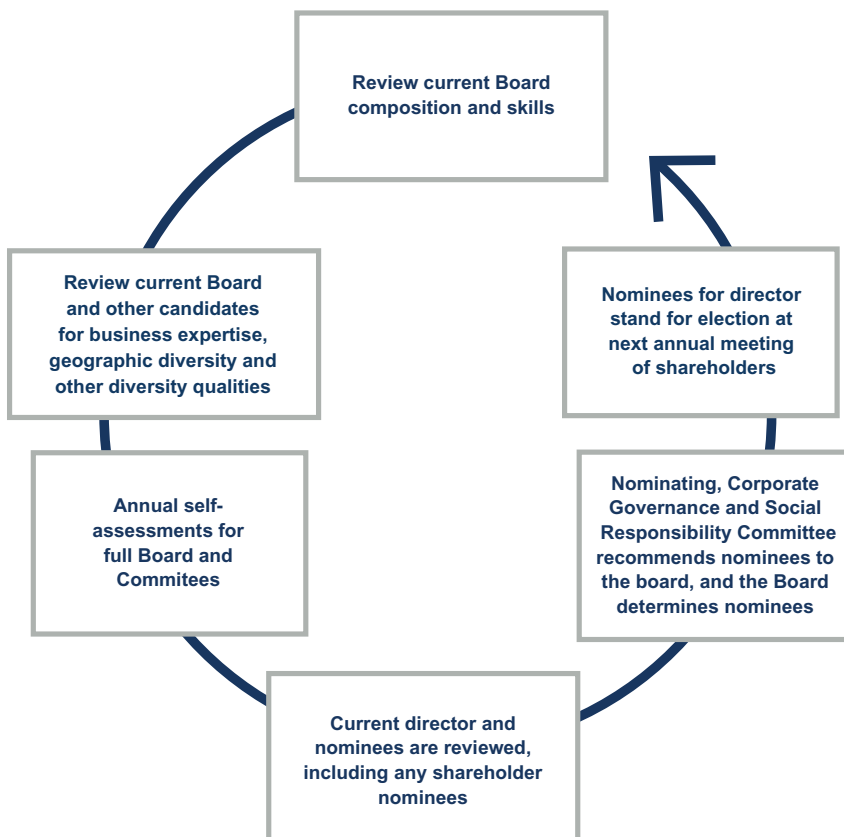 Review current Board
composition and skills
Review current Board
and other candidates
for business expertise,
geographic diversity and
other diversity qualities
Annual self-
assessments for
full Board and
Commitees
Current director and
nominees are reviewed,
including any shareholder
nominees
Nominating, Corporate
Governance and Social
Responsibility Committee
recommends nominees to
the board, and the Board
determines nominees
Nominees for director
stand for election at
next annual meeting
of shareholders